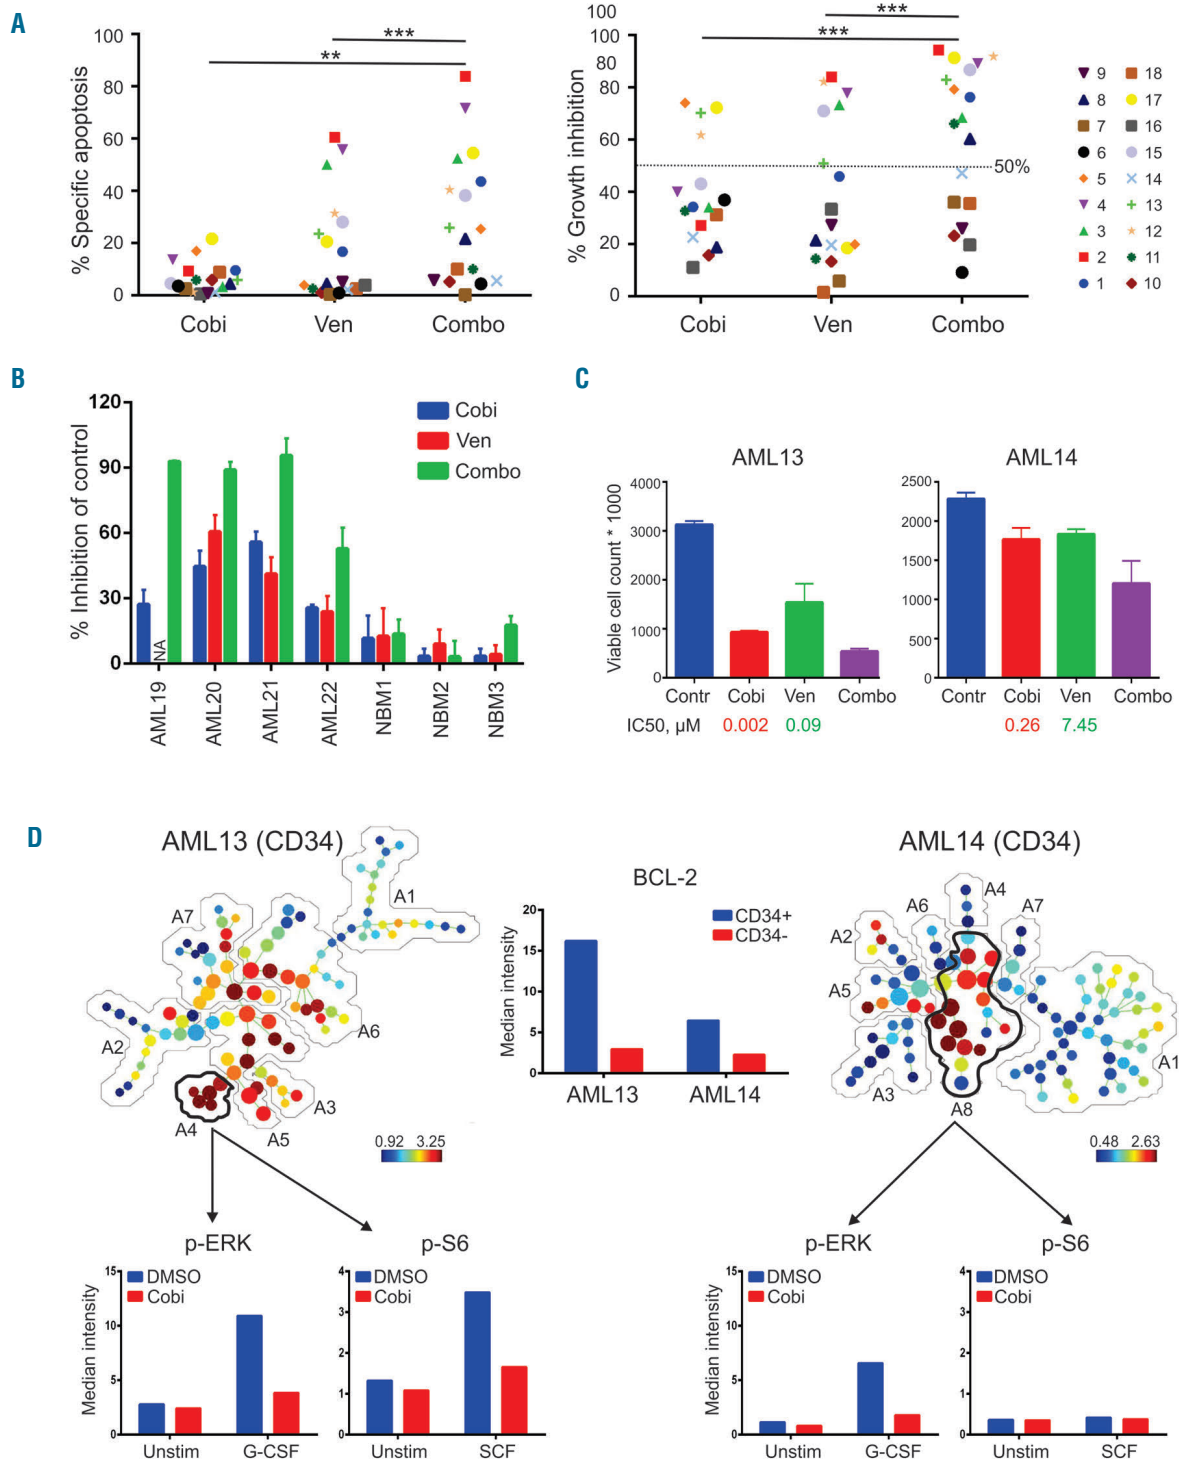 A
% Specific apoptosis
100
80
60
40
20
0
***
**
Cobi Ven Combo
% Growth inhibition
100
100
80
60
40
20
0
***
***
50%
Cobi Ven Combo
9 18
8 17
7 16
6 15
5 14
4 13
3 12
2 11
1 10
B
% Inhibition of control
120
90
60
30
0
Cobi
Ven
Combo
NA
AML19 AML20 AML21 AML22 NBM1 NBM2 NBM3
C
AML13
Viable cell count * 1000
4000
3000
2000
1000
0
Contr Cobi Ven Combo
IC50, µM 0.002 0.09
AML14
2500
2000
1500
1000
500
0
Contr Cobi Ven Combo
0.26 7.45
D
AML13 (CD34)
A1
A7
A6
A2
A3
A4
A5
0.92 3.25
BCL-2
Median intensity
20
15
10
5
0
CD34+
CD34-
AML13 AML14
AML14 (CD34)
A4
A6
A7
A2
A5
A1
A3
A8
0.48 2.63
p-ERK
Median intensity
15
10
5
0
DMSO
Cobi
Unstim G-CSF
p-S6
4
3
2
1
0
DMSO
Cobi
Unstim SCF
p-ERK
Median intensity
15
10
5
0
DMSO
Cobi
Unstim G-CSF
p-S6
4
3
2
1
0
DMSO
Cobi
Unstim SCF